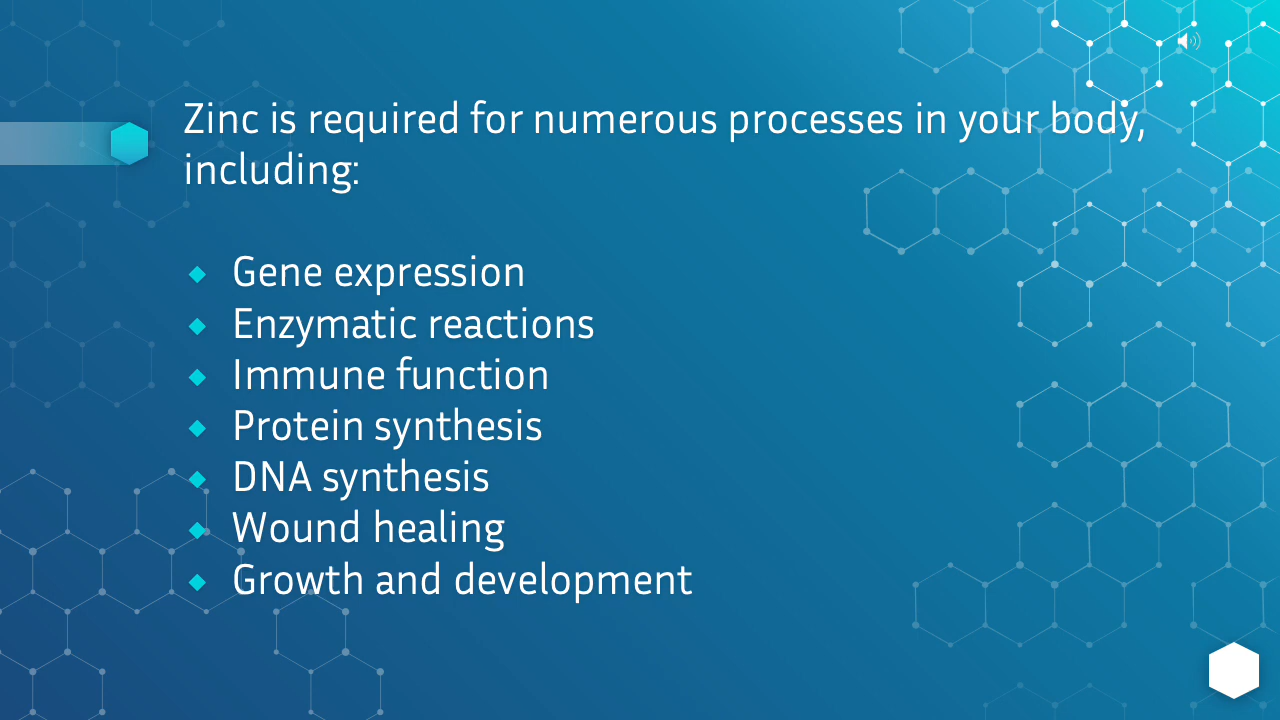 Zinc is required for numerous processes in your body,
including:
Gene expression
Enzymatic reactions
Immune function
Protein synthesis
DNA synthesis
Wound healing
Growth and development